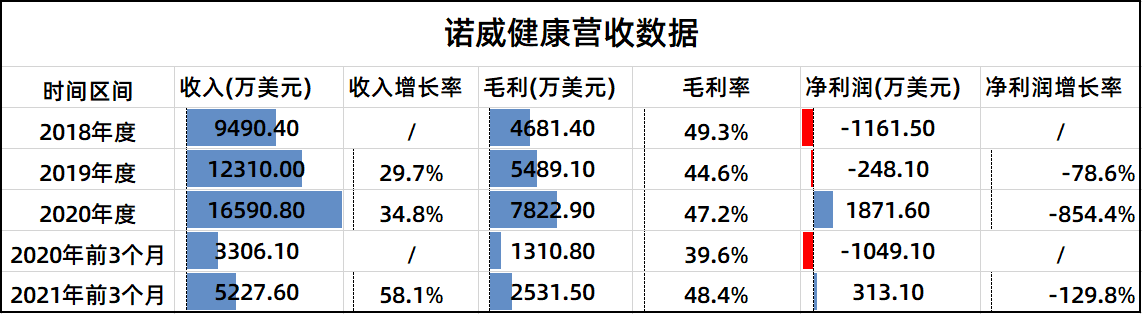 诺威健康营收数据
时间区间 收入(万美元) 收入增长率 毛利(万美元) 毛利率 净利润(万美元) 净利润增长率
2018年度 9490.40 / 4681.40 49.3% -1161.50 /
2019年度 12310.00 29.7% 5489.10 44.6% -248.10 -78.6%
2020年度 16590.80 34.8% 7822.90 47.2% 1871.60 -854.4%
2020年前3个月 3306.10 / 1310.80 39.6% -1049.10 /
2021年前3个月 5227.60 58.1% 2531.50 48.4% 313.10 -129.8%